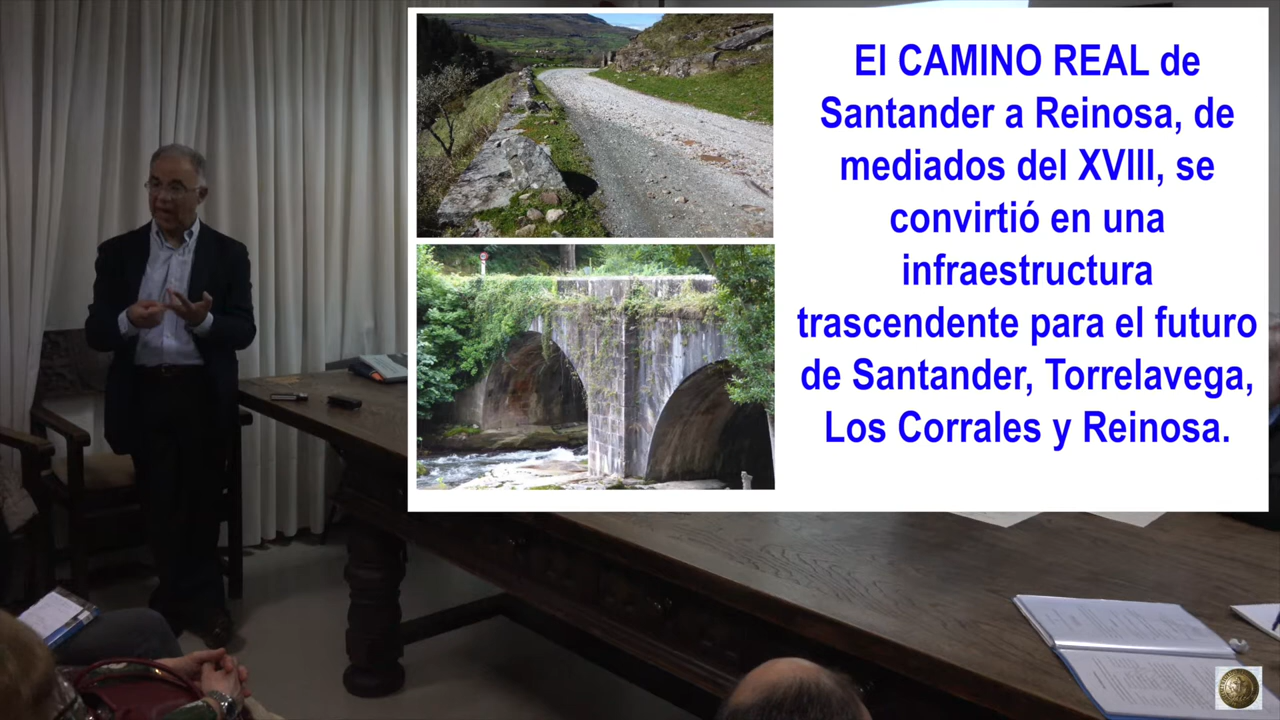 El CAMINO REAL de
Santander a Reinosa, de
mediados del XVIII, se
convirtió en una
infraestructura
trascendente para el futuro
de Santander, Torrelavega,
Los Corrales y Reinosa.